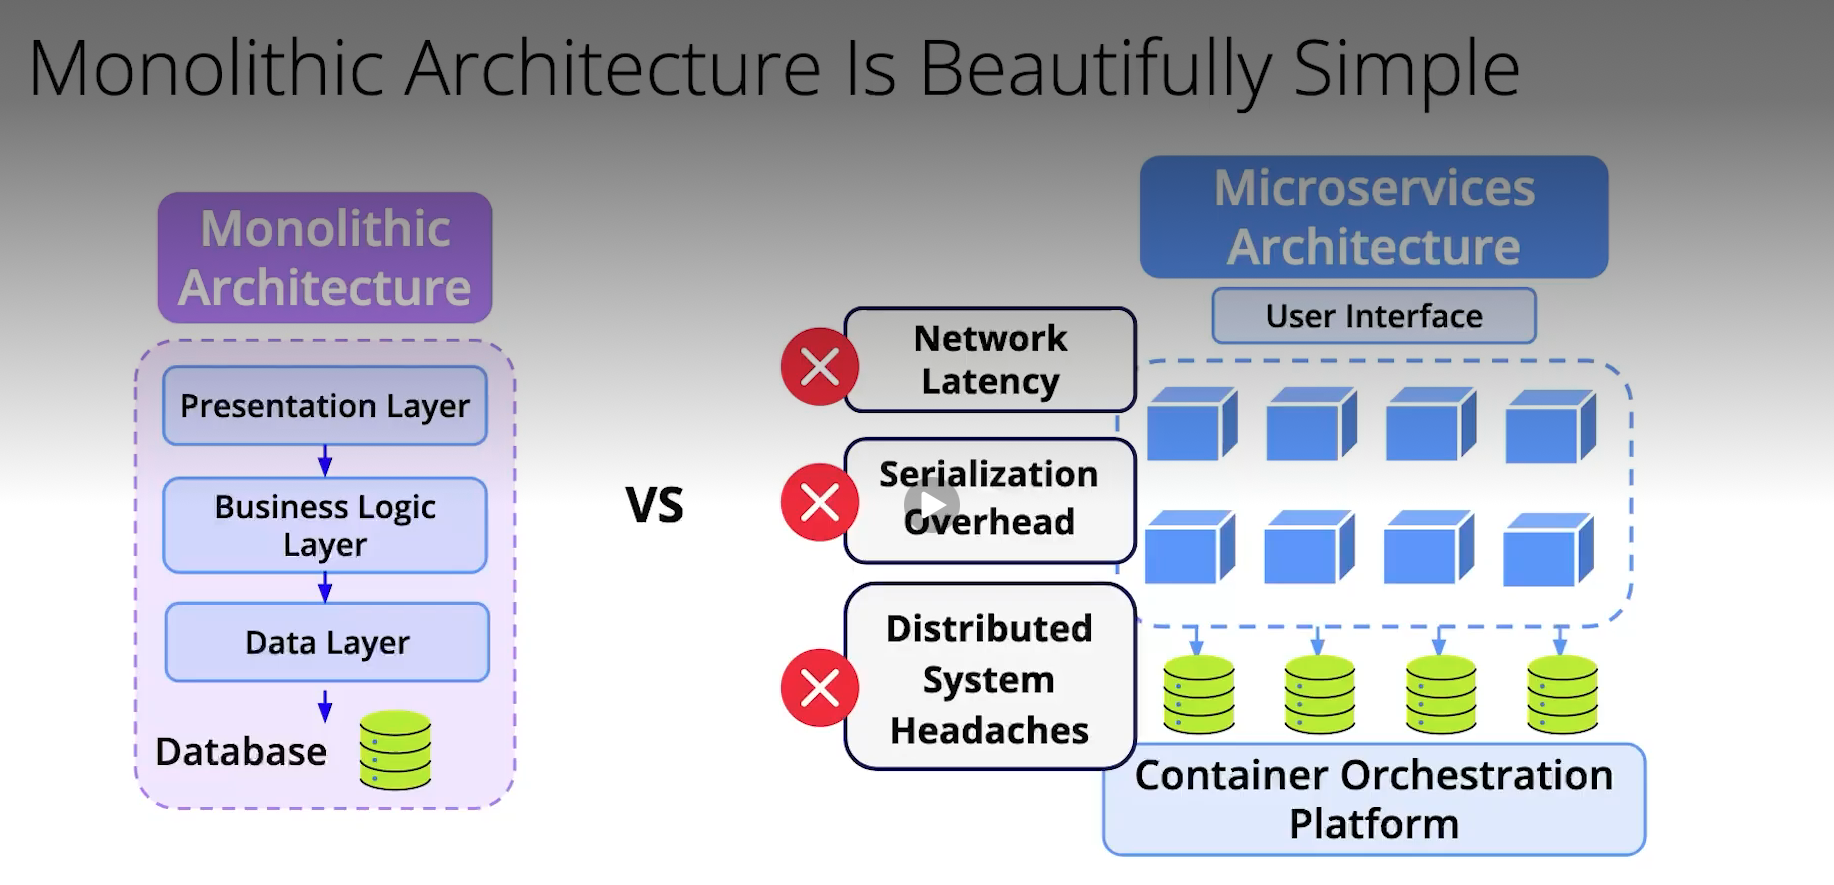 Monolithic Architecture Is Beautifully Simple
Monolithic
Architecture
Presentation Layer
Business Logic
Layer
Data Layer
Database
VS
Network
Latency
Serialization
Overhead
Distributed
System
Headaches
Microservices
Architecture
User Interface
Container Orchestration
Platform